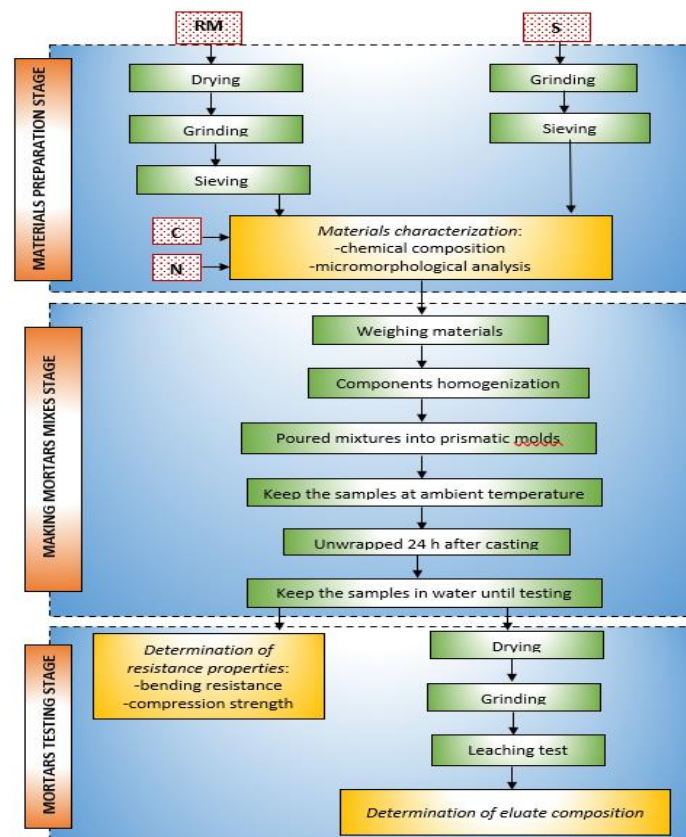 RM
S
MATERIALS PREPARATION STAGE
Drying
Grinding
Sieving
Grinding
Sieving
C
N
Materials characterization:
-chemical composition
-micromorphological analysis
MAKING MORTARS MIXES STAGE
Weighing materials
Components homogenization
Poured mixtures into prismatic molds
Keep the samples at ambient temperature
Unwrapped 24 h after casting
Keep the samples in water until testing
MORTARS TESTING STAGE
Determination of
resistance properties:
-bending resistance
-compression strength
Drying
Grinding
Leaching test
Determination of eluate composition